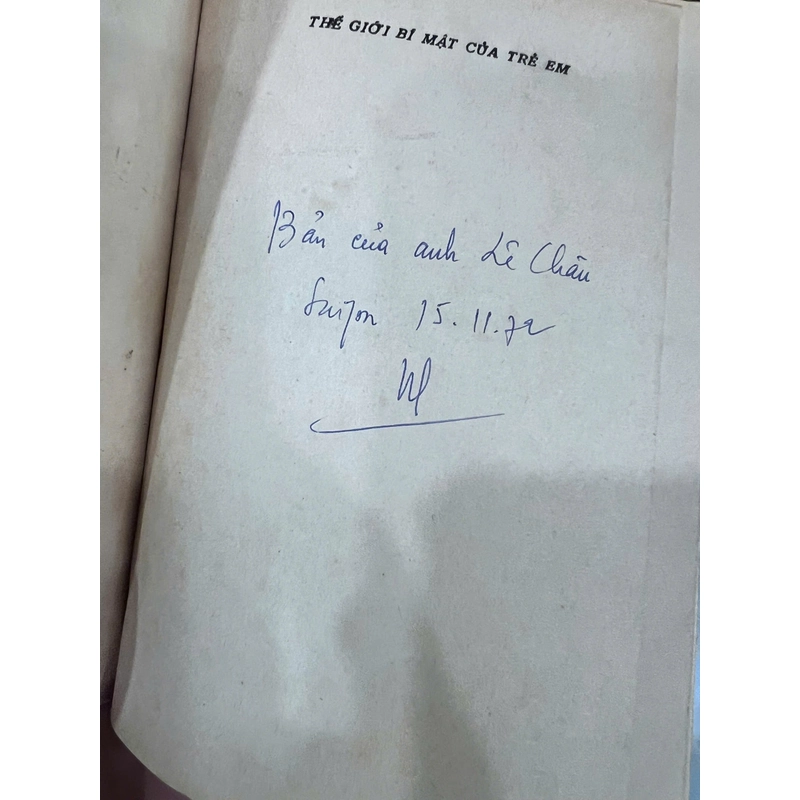 THẾ GIỚI BÍ MẬT CỦA TRẺ EM
Bản của anh Lê Châu
Saigon 15.11.72